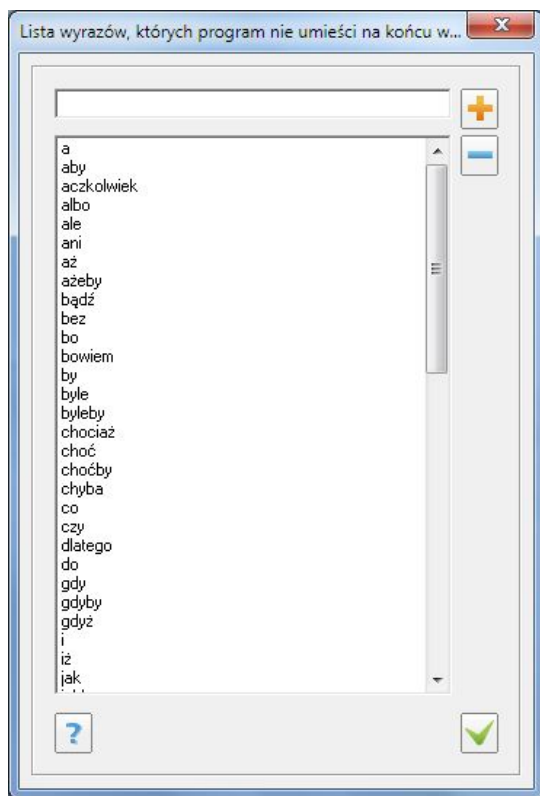 Lista wyrazów, których program nie umieści na końcu w...
a
aby
aczkolwiek
albo
ale
ani
aż
ażeby
bądź
bez
bo
bowiem
by
byle
byleby
chociaż
choć
choćby
chyba
co
czy
dlatego
do
gdy
gdyby
gdyż
i
iż
jak